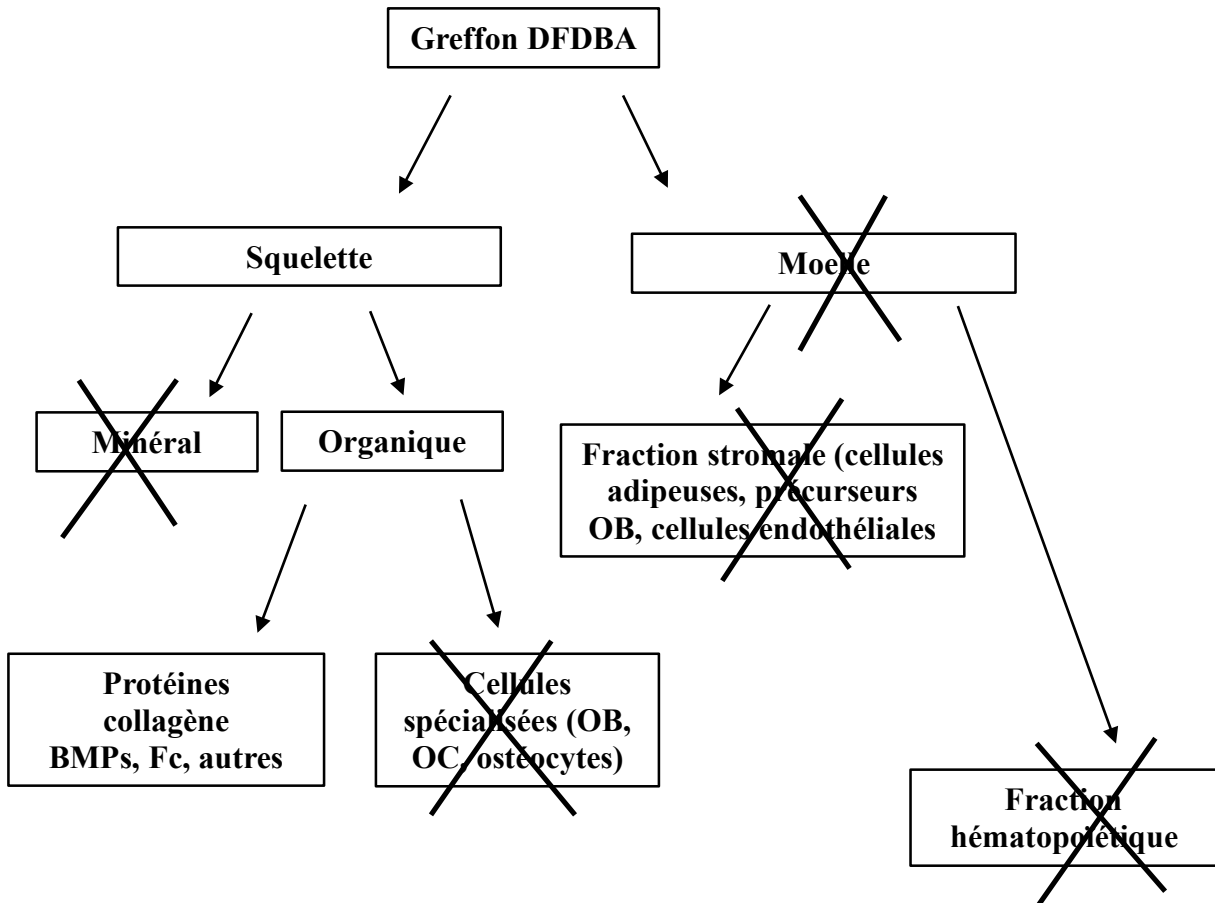 Greffon DFDBA
Squelette
Moelle
Minéral
Organique
Fraction stromale (cellules
adipeuses, précurseurs
OB, cellules endothéliales
Protéines
collagène
BMPs, Fc, autres
Cellules
spécialisées (OB,
OC, ostéocytes)
Fraction
hématopoiétique